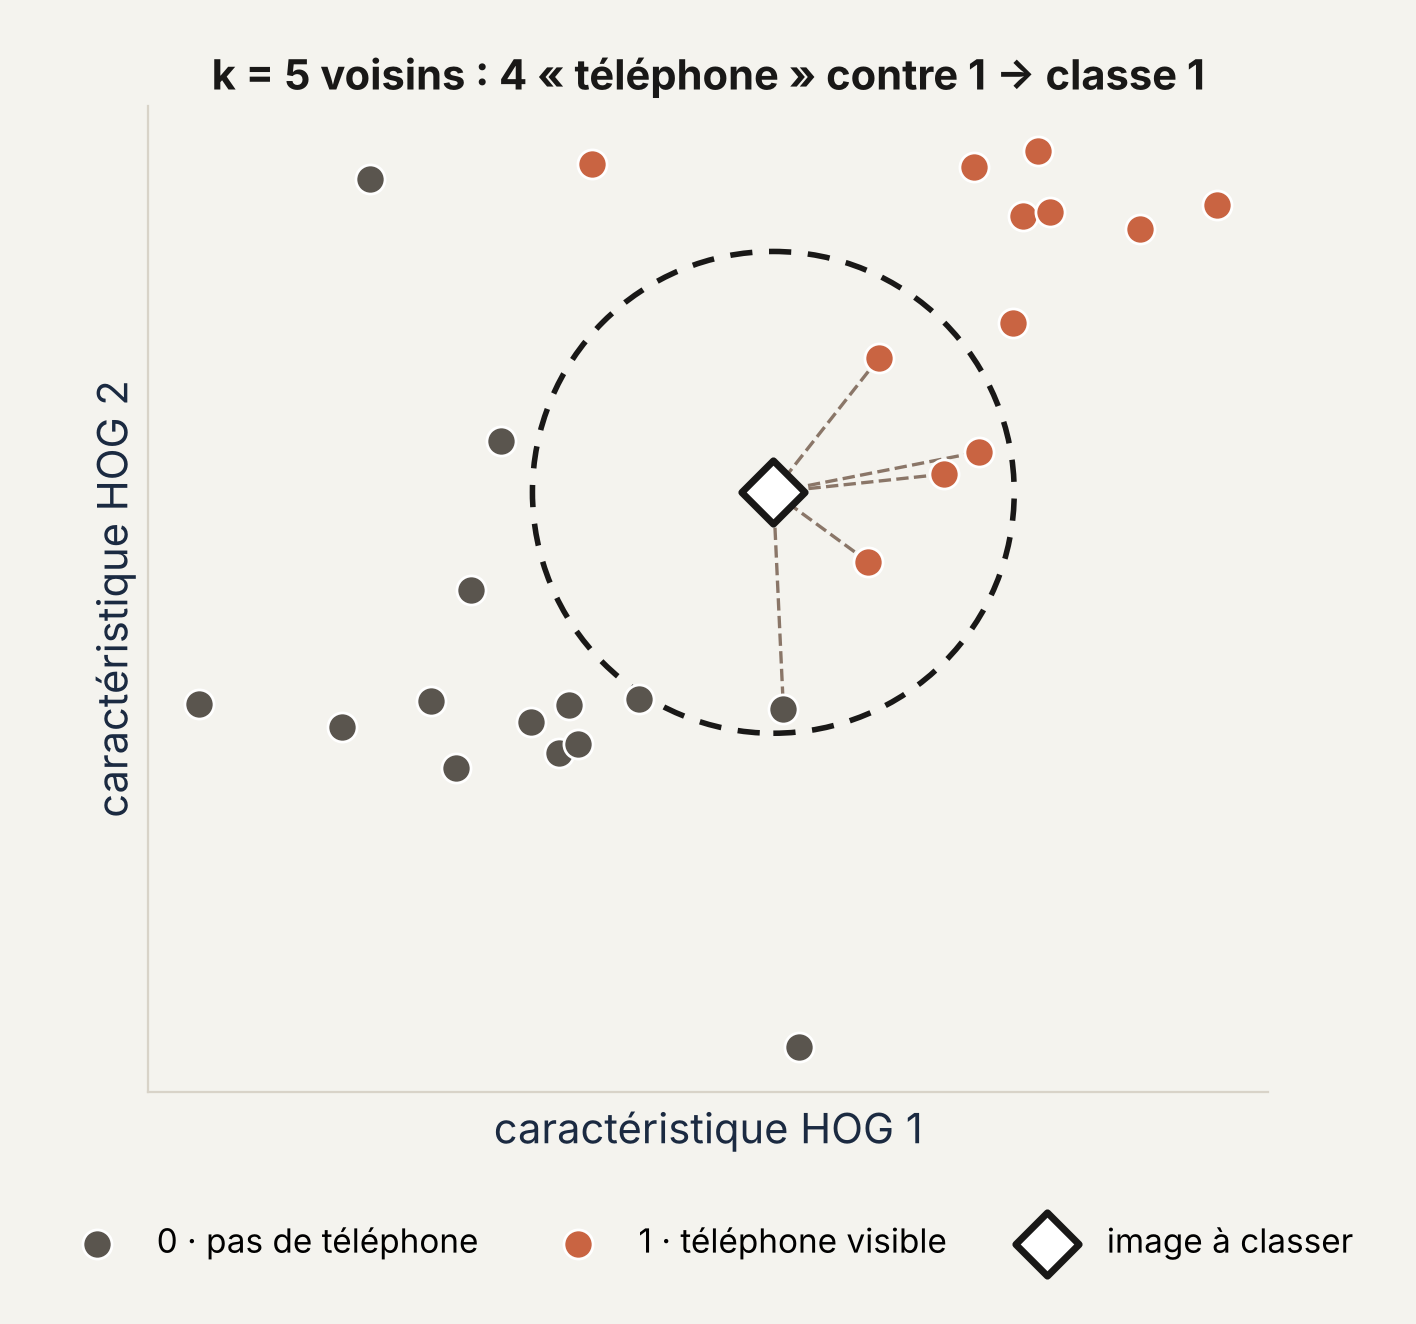 k = 5 voisins : 4 « téléphone » contre 1 → classe 1
caractéristique HOG 2
caractéristique HOG 1
0 · pas de téléphone
1 · téléphone visible
image à classer